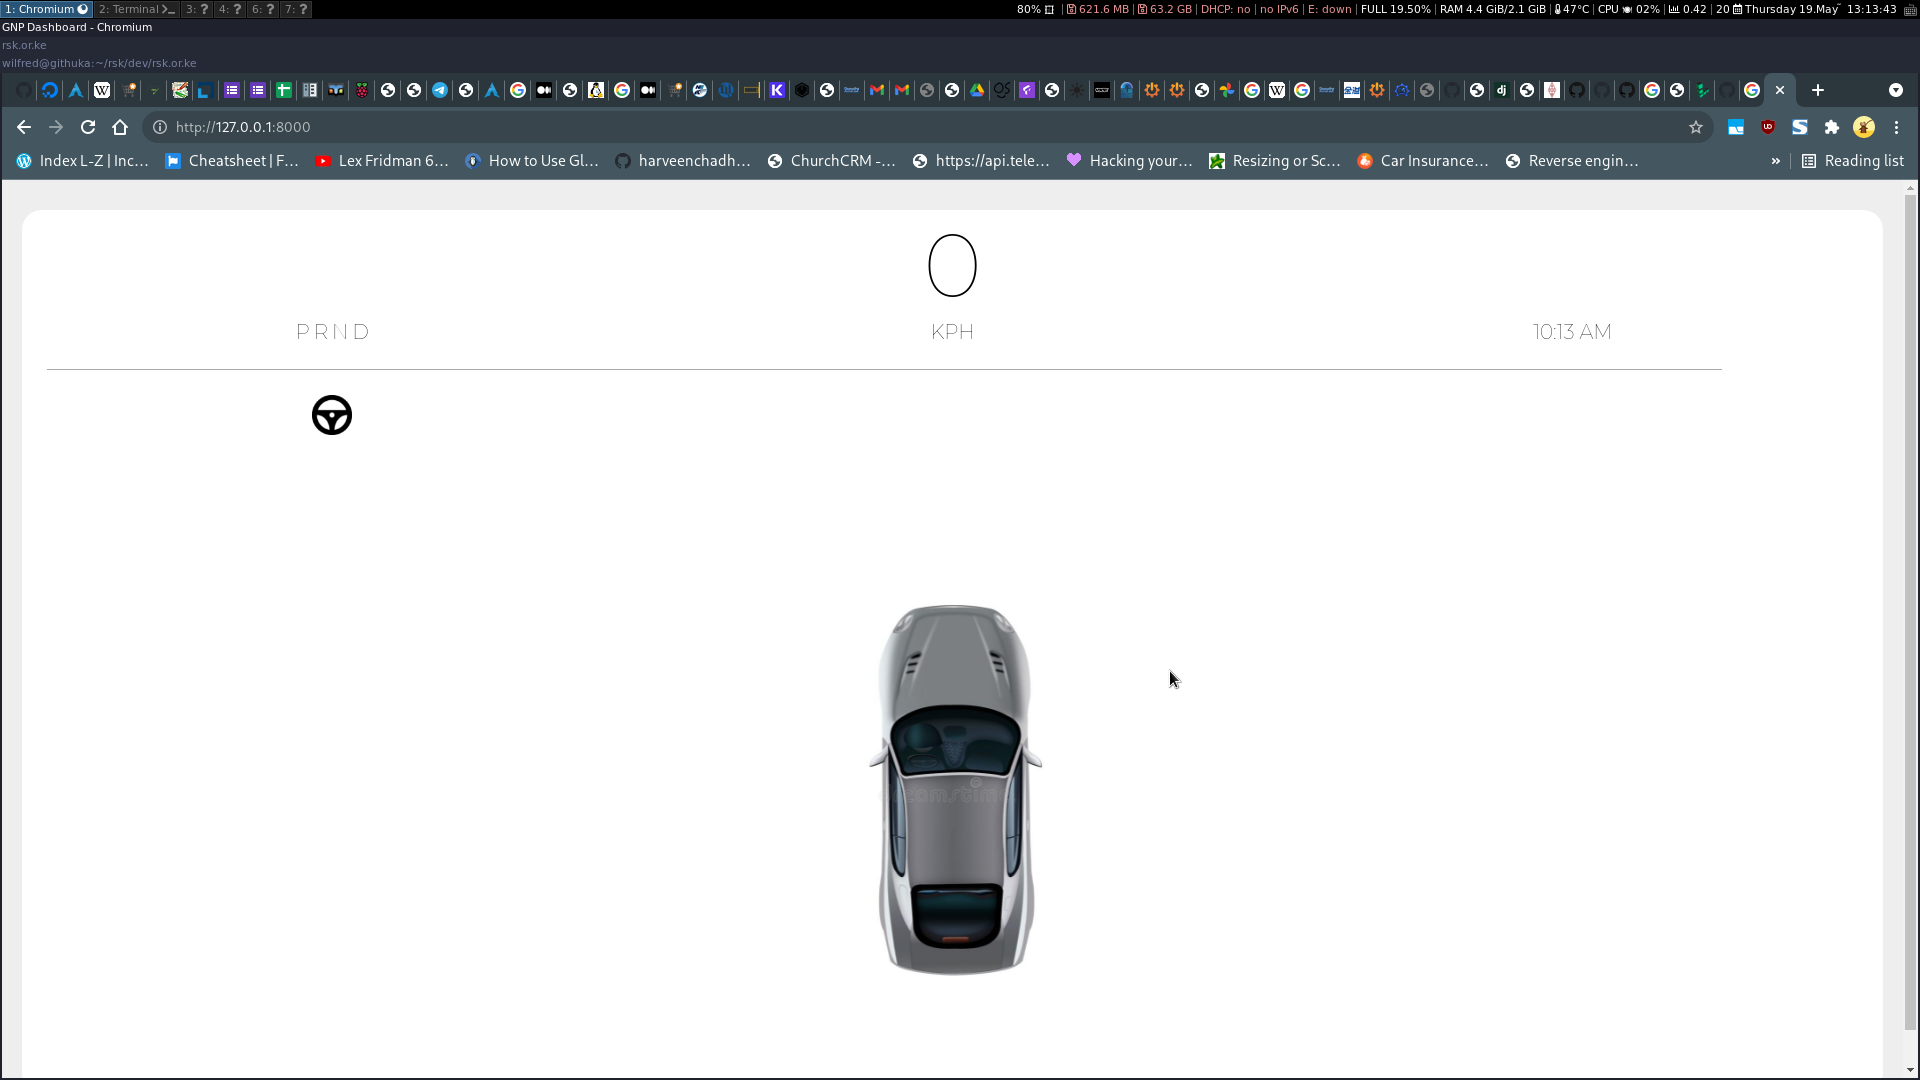 1: Chromium 2: Terminal >_ 3: ? 4: ? 6: ? 7: ? 80% | 621.6 MB | 63.2 GB | DHCP: no | no IPv6 | E: down | FULL 19.50% | RAM 4.4 GiB/2.1 GiB | 47°C | CPU 02% | 0.42 | 20 Thursday 19.May 13:13:43
GNP Dashboard - Chromium
rsk.or.ke
wilfred@githuka:~/rsk/dev/rsk.or.ke
http://127.0.0.1:8000
Index L-Z | Inc… Cheatsheet | F… Lex Fridman 6… How to Use Gl… harveenchadh… ChurchCRM -… https://api.tele… Hacking your… Resizing or Sc… Car Insurance… Reverse engin… » Reading list
0
P R N D KPH 10:13 AM
dreamstime